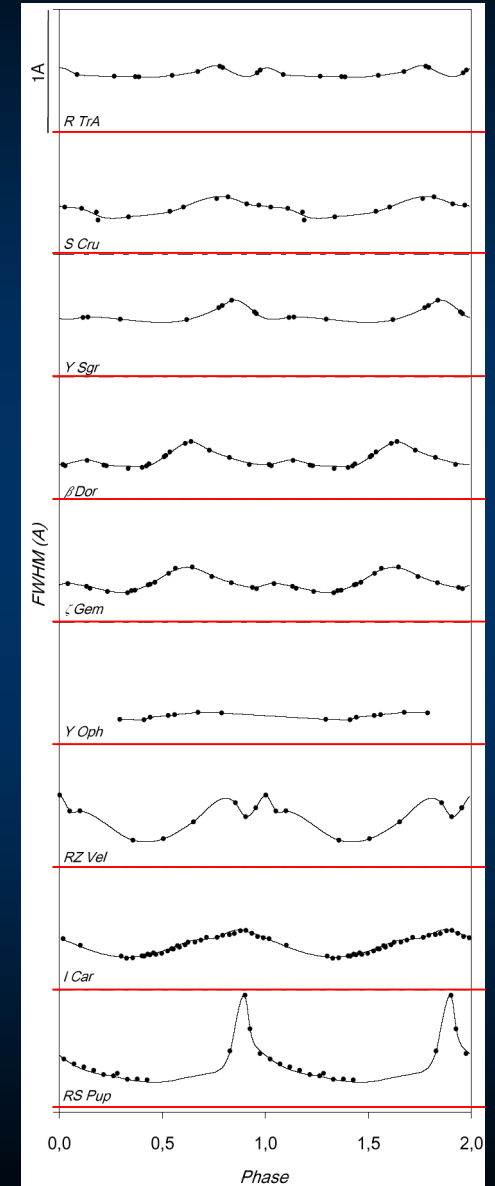 1A
R TrA
S Cru
Y Sgr
β Dor
FWHM (A)
ζ Gem
Y Oph
RZ Vel
l Car
RS Pup
0,0 0,5 1,0 1,5 2,0
Phase